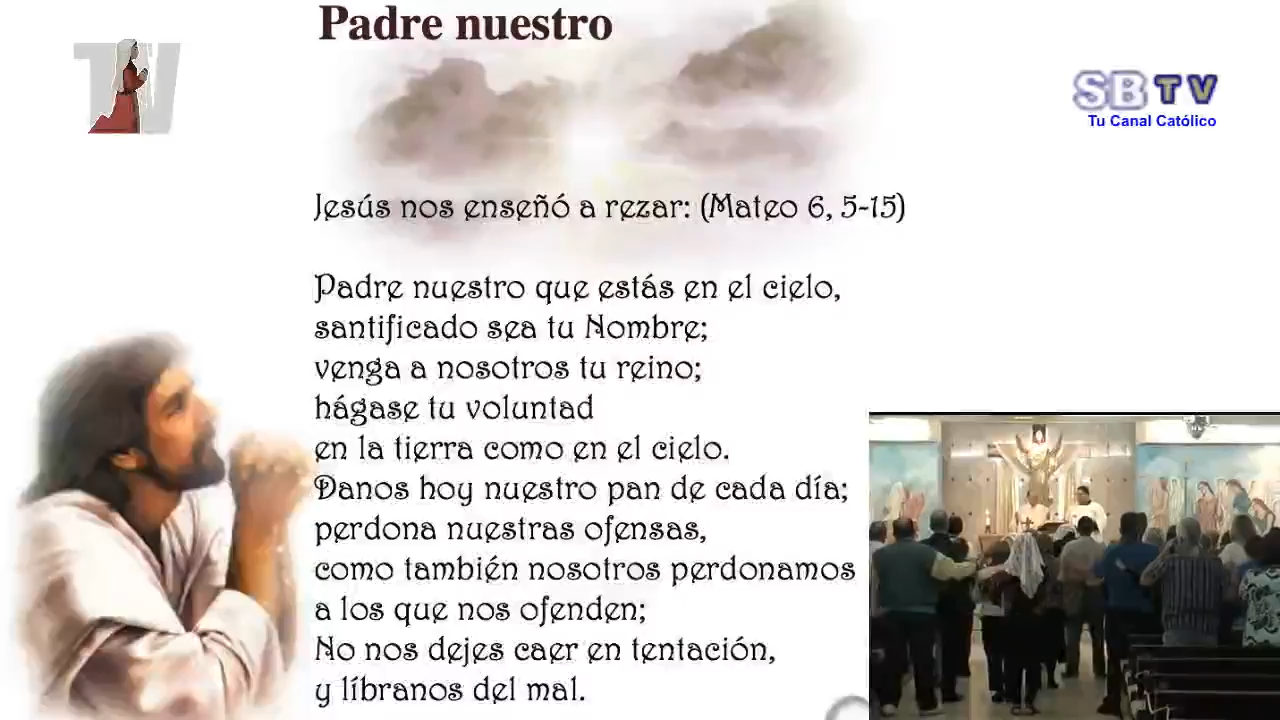 Padre nuestro
TV
SB TV
Tu Canal Católico
Jesús nos enseñó a rezar: (Mateo 6, 5-15)
Padre nuestro que estás en el cielo,
santificado sea tu Nombre;
venga a nosotros tu reino;
hágase tu voluntad
en la tierra como en el cielo.
Danos hoy nuestro pan de cada día;
perdona nuestras ofensas,
como también nosotros perdonamos
a los que nos ofenden;
No nos dejes caer en tentación,
y líbranos del mal.